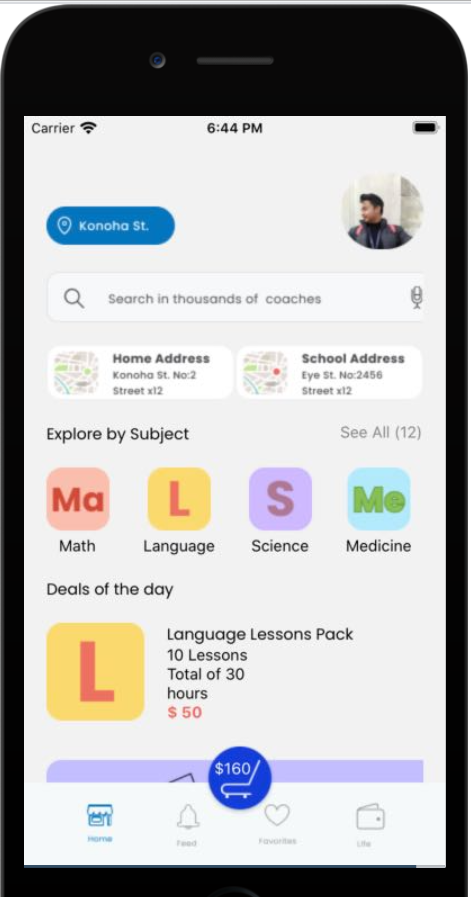 Carrier 6:44 PM
Konoha St.
Search in thousands of coaches
Home Address
Konoha St. No:2
Street x12
School Address
Eye St. No:2456
Street x12
Explore by Subject See All (12)
Ma L S Me
Math Language Science Medicine
Deals of the day
L
Language Lessons Pack
10 Lessons
Total of 30
hours
$ 50
$160
Home Feed Favorites Life